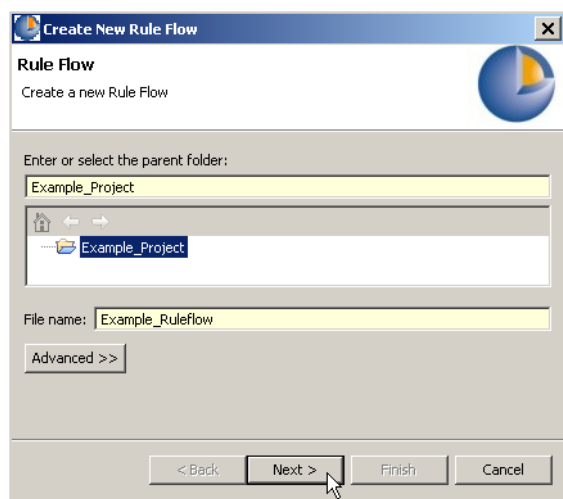 Create New Rule Flow
Rule Flow
Create a new Rule Flow
Enter or select the parent folder:
Example_Project
Example_Project
File name: Example_Ruleflow
Advanced >>
< Back Next > Finish Cancel